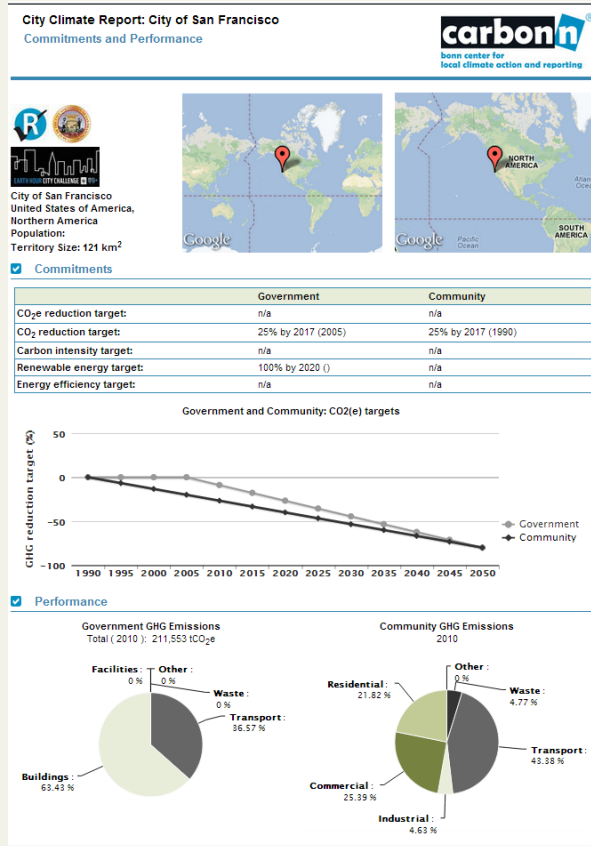 City Climate Report: City of San Francisco
Commitments and Performance
carbonn®
bonn center for
local climate action and reporting
R
EARTH HOUR CITY CHALLENGE
City of San Francisco
United States of America,
Northern America
Population:
Territory Size: 121 km²
Google
NORTH
AMERICA
SOUTH
AMERICA
Pacific
Ocean
Google
Commitments
Government Community
CO₂e reduction target: n/a n/a
CO₂ reduction target: 25% by 2017 (2005) 25% by 2017 (1990)
Carbon intensity target: n/a n/a
Renewable energy target: 100% by 2020 () n/a
Energy efficiency target: n/a n/a
Government and Community: CO2(e) targets
GHG reduction target (%)
50
0
−50
−100
1990 1995 2000 2005 2010 2015 2020 2025 2030 2035 2040 2045 2050
Government
Community
Performance
Government GHG Emissions
Total ( 2010 ): 211,553 tCO₂e
Facilities :
0 %
Other :
0 %
Waste :
0 %
Transport :
36.57 %
Buildings :
63.43 %
Community GHG Emissions
2010
Other :
0 %
Waste :
4.77 %
Residential :
21.82 %
Transport :
43.38 %
Commercial :
25.39 %
Industrial :
4.63 %